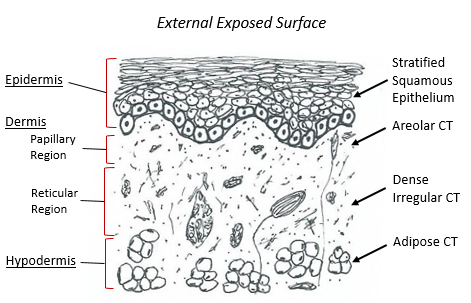 External Exposed Surface
Epidermis
Dermis
Papillary
Region
Reticular
Region
Hypodermis
Stratified
Squamous
Epithelium
Areolar CT
Dense
Irregular CT
Adipose CT